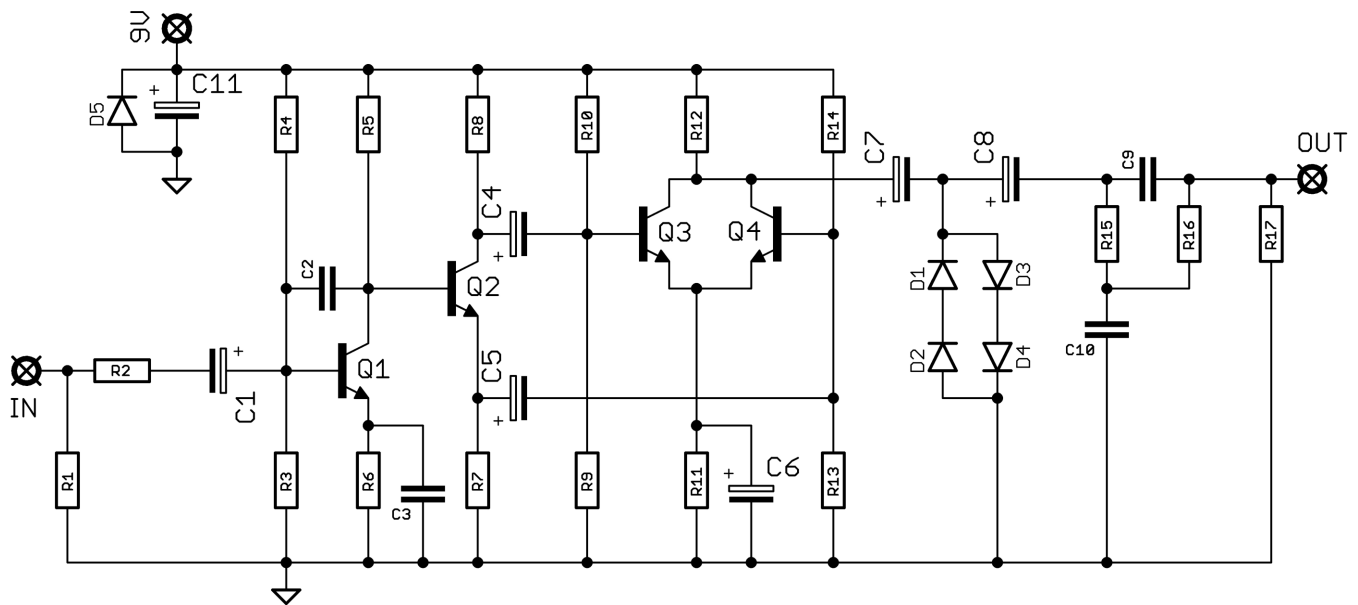 9V
C11
D5
R4
R5
R8
R10
R12
R14
C7
C8
C9
OUT
C4
C2
Q2
Q3
Q4
R15
R16
R17
D1
D3
IN
R2
C1
Q1
C5
D2
D4
C10
R1
R3
R6
C3
R7
R9
R11
C6
R13
+
+
+
+
+
+
+